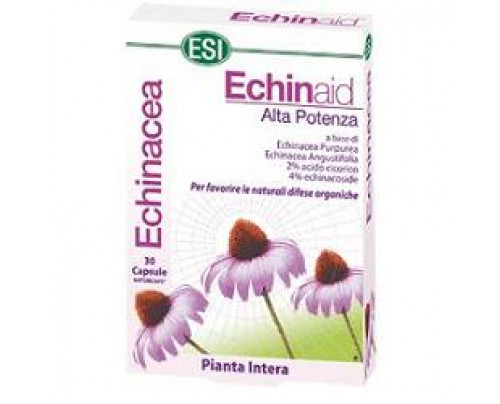 ESI
Echinaid
Alta Potenza
a base di
Echinacea Purpurea
Echinacea Angustifolia
2% acido cicorico
4% echinacoside
Per favorire le naturali difese organiche
Echinacea
30
Capsule
Pianta Intera